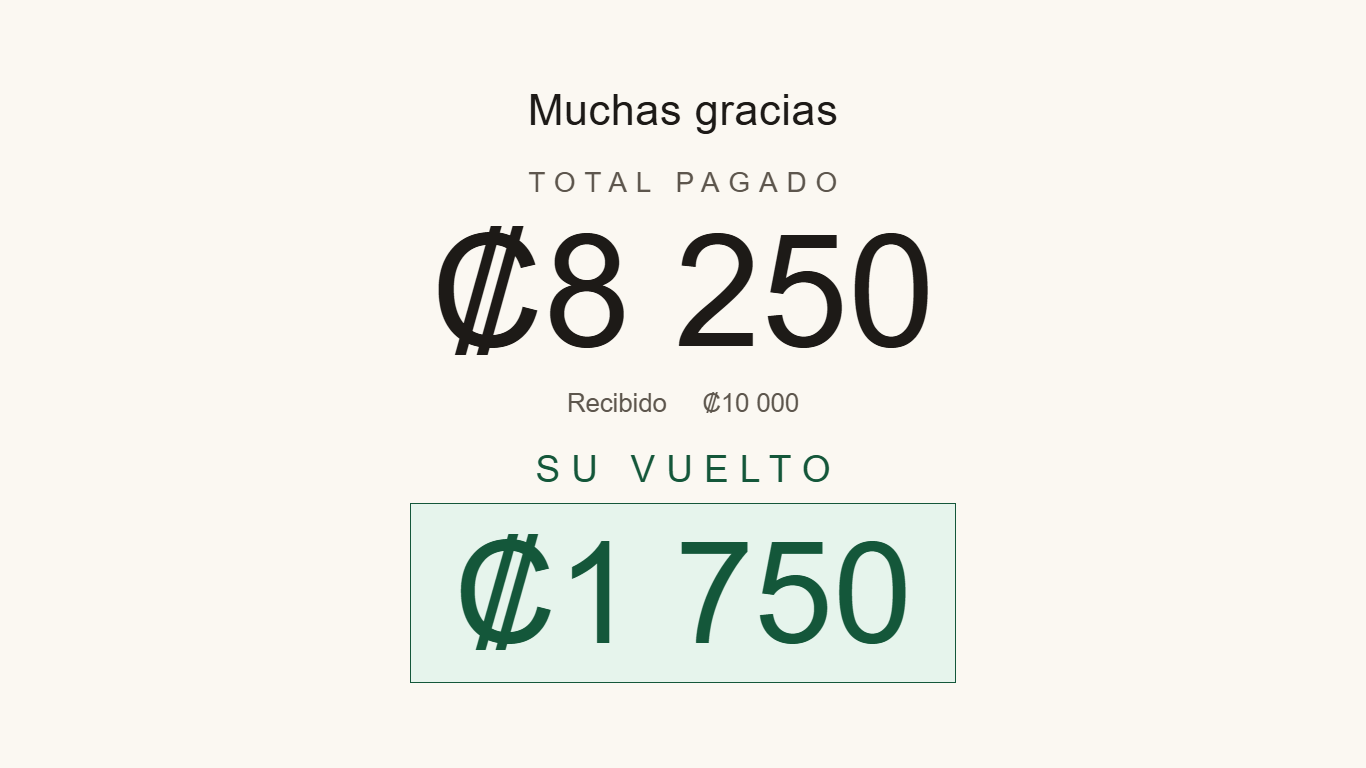 Muchas gracias
TOTAL PAGADO
₡8 250
Recibido ₡10 000
SU VUELTO
₡1 750